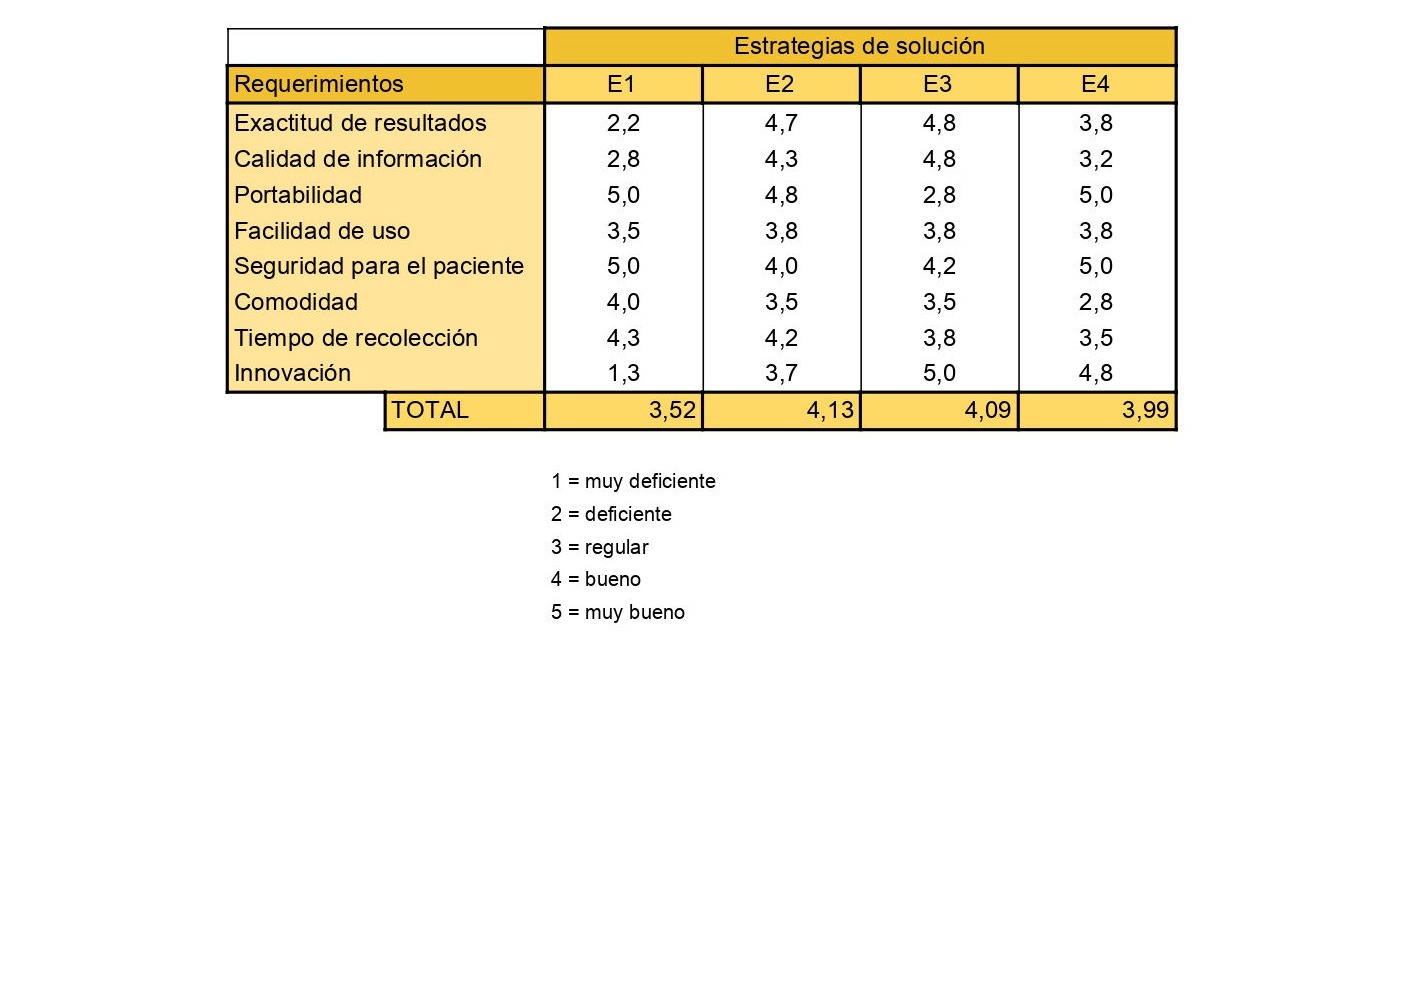 Estrategias de solución
Requerimientos E1 E2 E3 E4
Exactitud de resultados 2,2 4,7 4,8 3,8
Calidad de información 2,8 4,3 4,8 3,2
Portabilidad 5,0 4,8 2,8 5,0
Facilidad de uso 3,5 3,8 3,8 3,8
Seguridad para el paciente 5,0 4,0 4,2 5,0
Comodidad 4,0 3,5 3,5 2,8
Tiempo de recolección 4,3 4,2 3,8 3,5
Innovación 1,3 3,7 5,0 4,8
TOTAL 3,52 4,13 4,09 3,99
1 = muy deficiente
2 = deficiente
3 = regular
4 = bueno
5 = muy bueno